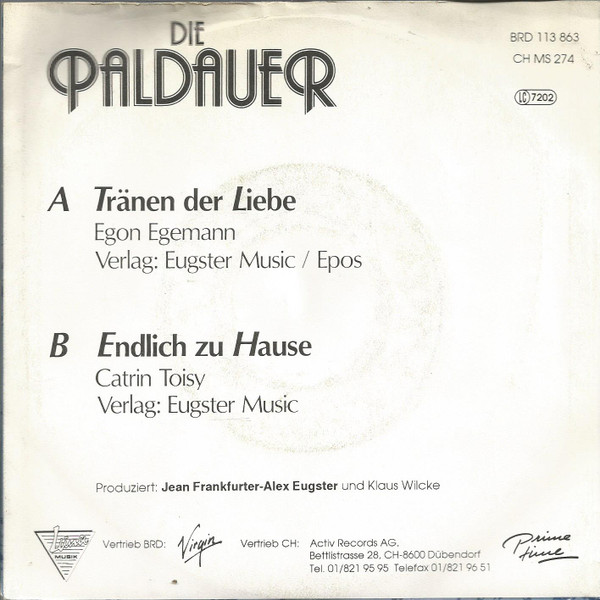 DIE
PALDAUER
BRD 113 863
CH MS 274
LC 7202
A Tränen der Liebe
Egon Egemann
Verlag: Eugster Music / Epos
B Endlich zu Hause
Catrin Toisy
Verlag: Eugster Music
Produziert: Jean Frankfurter-Alex Eugster und Klaus Wilcke
MUSIK
Vertrieb BRD: Virgin
Vertrieb CH: Activ Records AG.
Bettlistrasse 28, CH-8600 Dübendorf
Tel. 01/821 95 95 Telefax 01/821 96 51
Prime
time